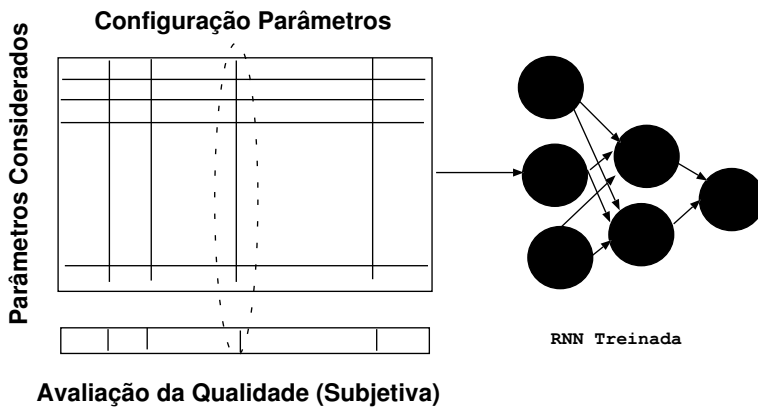 Configuração Parâmetros
Parâmetros Considerados
RNN Treinada
Avaliação da Qualidade (Subjetiva)